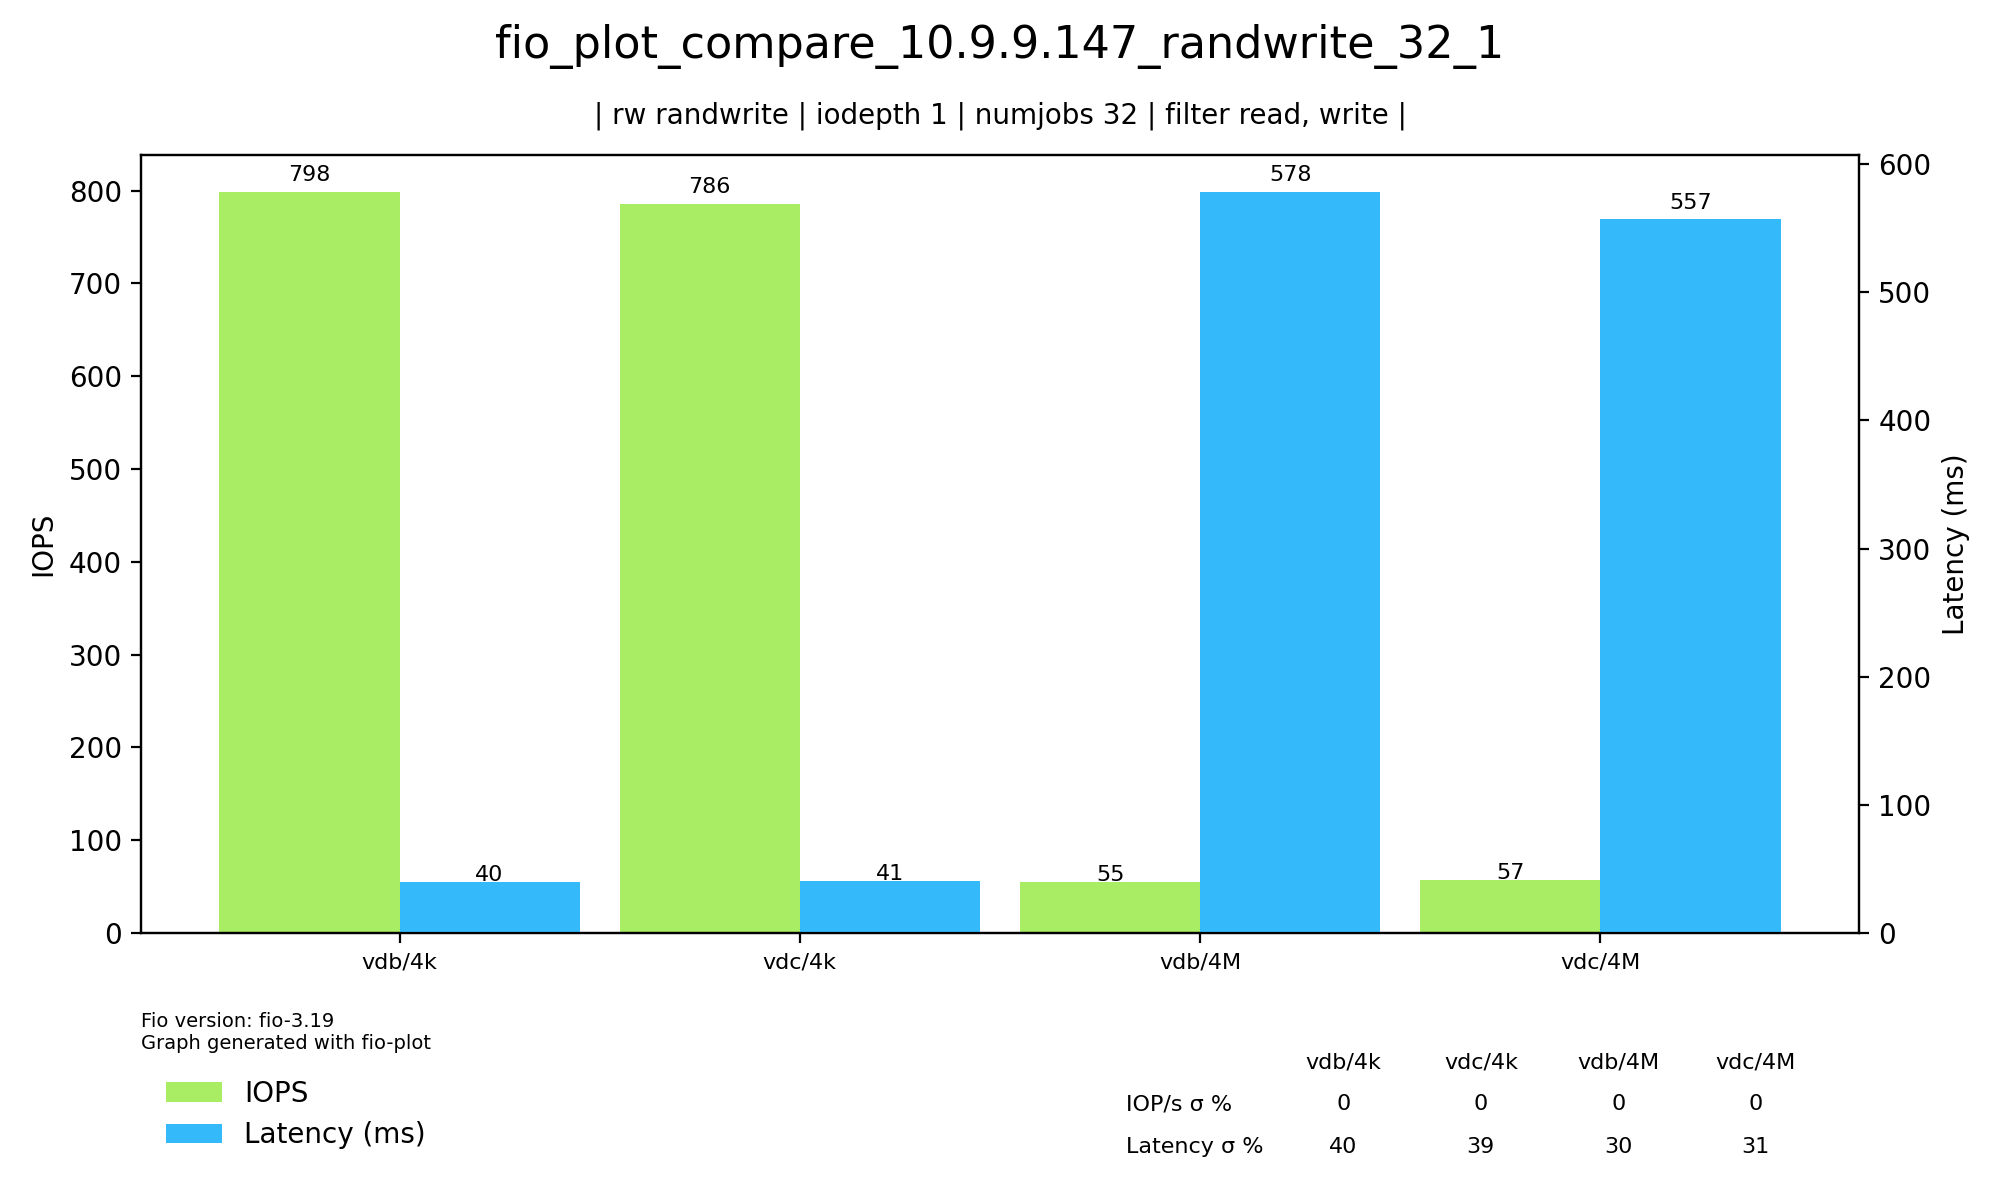 fio_plot_compare_10.9.9.147_randwrite_32_1
| rw randwrite | iodepth 1 | numjobs 32 | filter read, write |
798
786
578
557
40
41
55
57
800
700
600
500
400
300
200
100
0
IOPS
600
500
400
300
200
100
0
Latency (ms)
vdb/4k vdc/4k vdb/4M vdc/4M
Fio version: fio-3.19
Graph generated with fio-plot
IOPS
Latency (ms)
vdb/4k vdc/4k vdb/4M vdc/4M
IOP/s σ % 0 0 0 0
Latency σ % 40 39 30 31